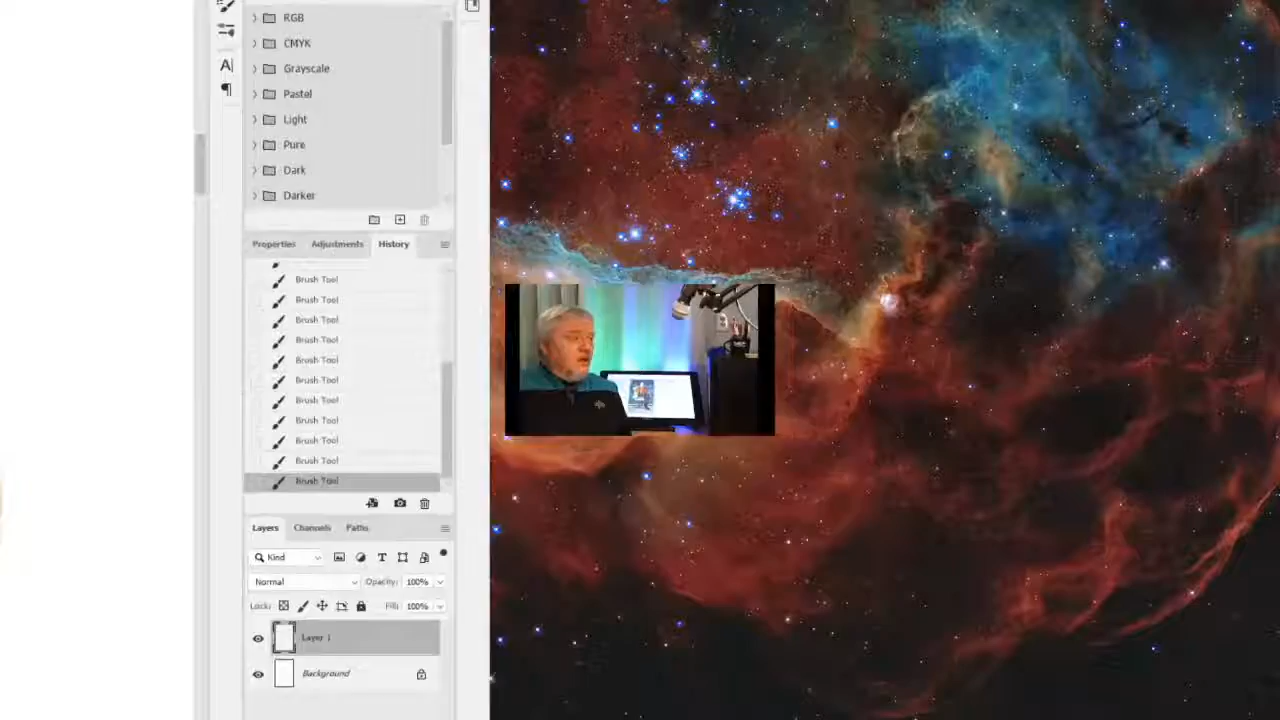 RGB
CMYK
Grayscale
Pastel
Light
Pure
Dark
Darker
Properties Adjustments History
Brush Tool
Brush Tool
Brush Tool
Brush Tool
Brush Tool
Brush Tool
Brush Tool
Brush Tool
Brush Tool
Brush Tool
Brush Tool
Layers Channels Paths
Kind
Normal Opacity: 100%
Lock: Fill: 100%
Layer 1
Background